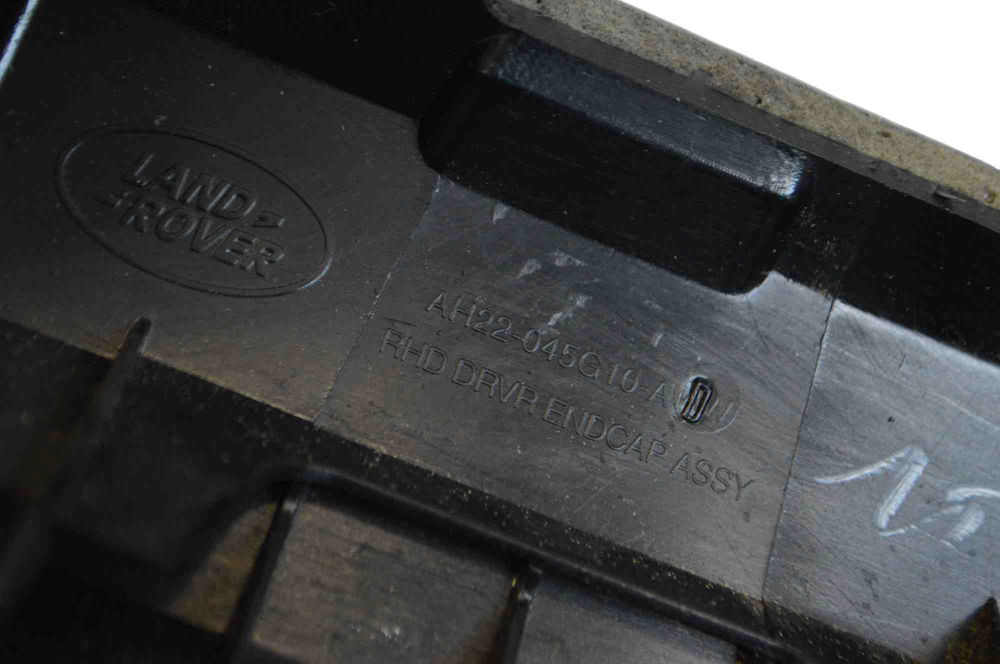 LAND
ROVER
AH22-045G10-A
RHD DRVR ENDCAP ASSY